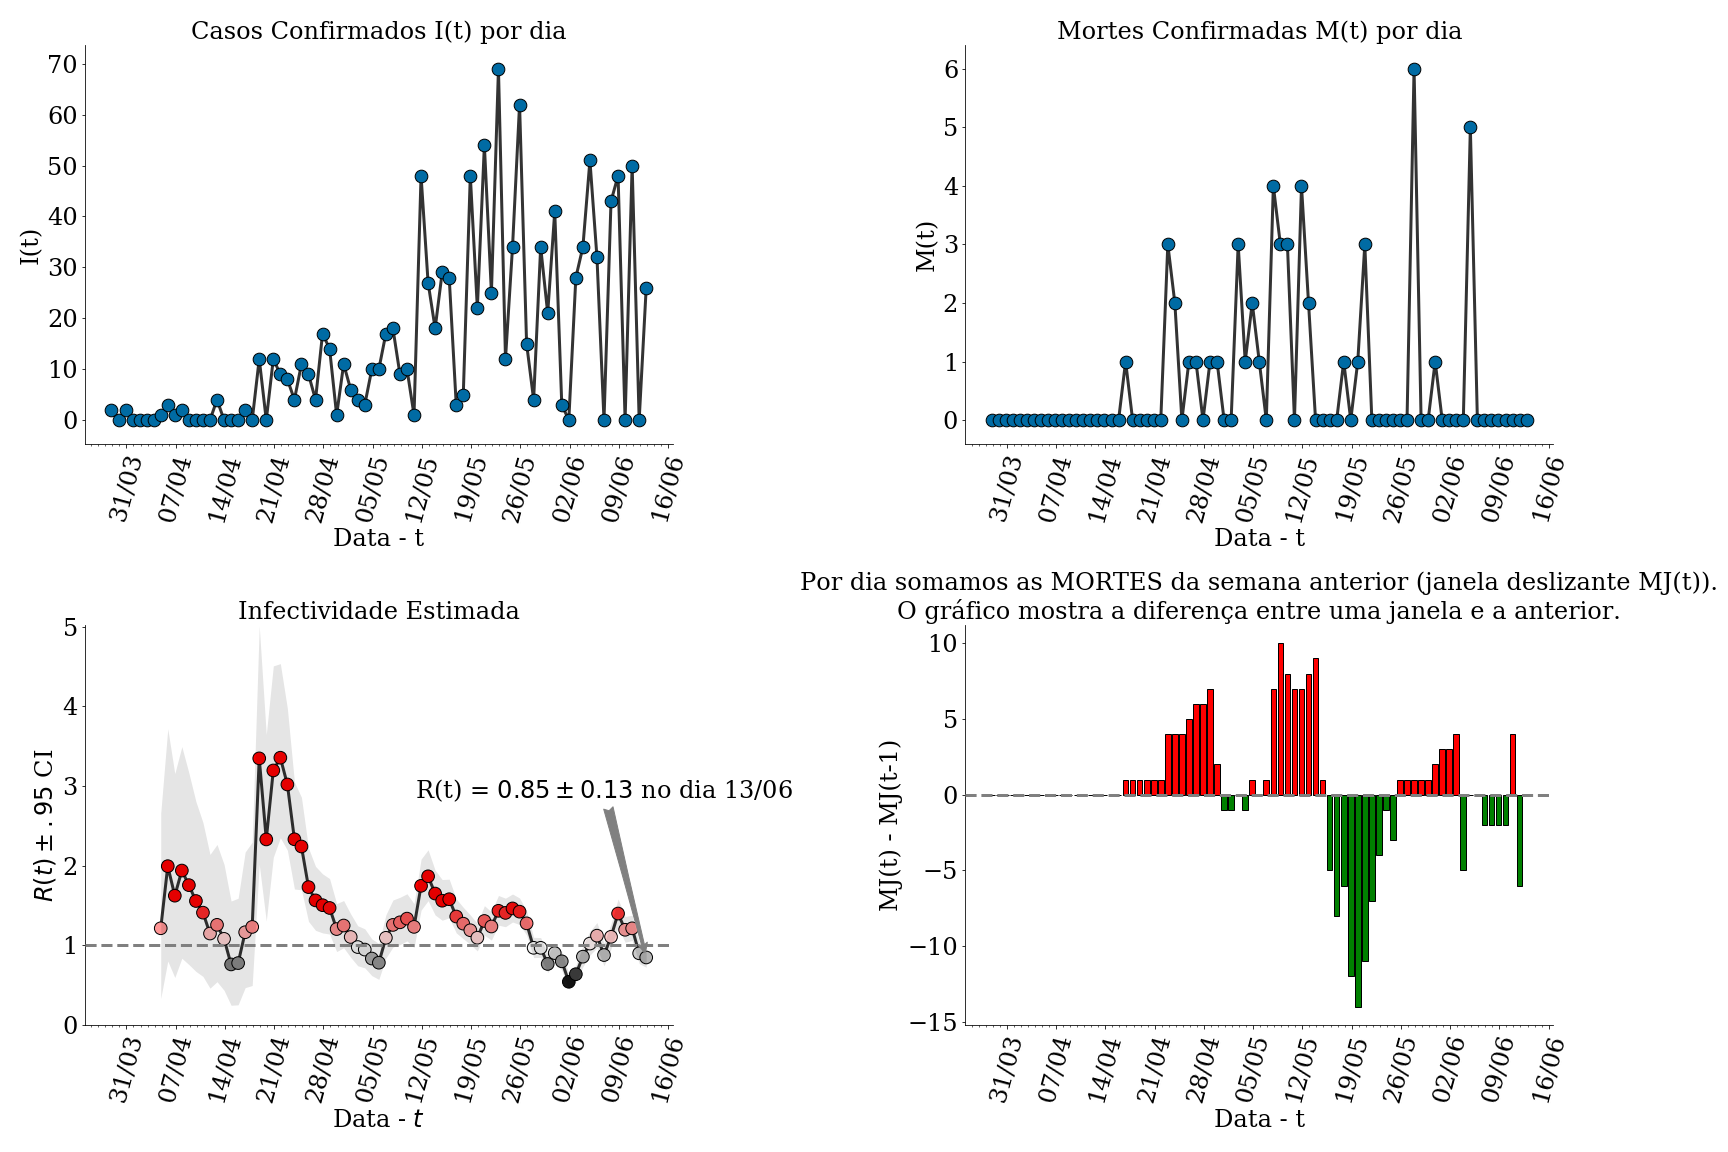 Casos Confirmados I(t) por dia
I(t)
70
60
50
40
30
20
10
0
31/03 07/04 14/04 21/04 28/04 05/05 12/05 19/05 26/05 02/06 09/06 16/06
Data - t
Mortes Confirmadas M(t) por dia
M(t)
6
5
4
3
2
1
0
31/03 07/04 14/04 21/04 28/04 05/05 12/05 19/05 26/05 02/06 09/06 16/06
Data - t
Infectividade Estimada
R(t) ± .95 CI
5
4
3
2
1
0
R(t) = 0.85 ± 0.13 no dia 13/06
31/03 07/04 14/04 21/04 28/04 05/05 12/05 19/05 26/05 02/06 09/06 16/06
Data - t
Por dia somamos as MORTES da semana anterior (janela deslizante MJ(t)).
O gráfico mostra a diferença entre uma janela e a anterior.
MJ(t) - MJ(t-1)
10
5
0
−5
−10
−15
31/03 07/04 14/04 21/04 28/04 05/05 12/05 19/05 26/05 02/06 09/06 16/06
Data - t